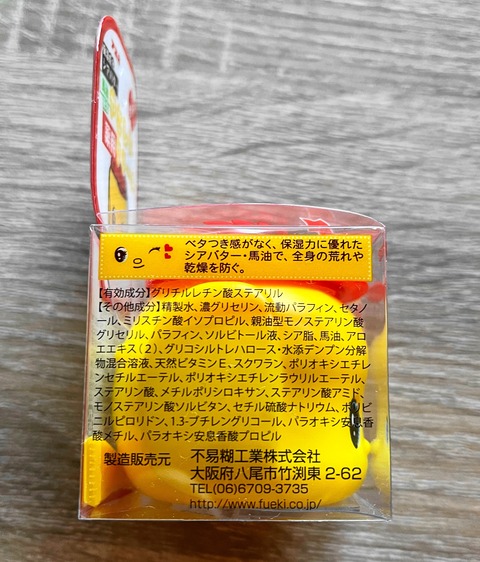 ベタつき感がなく、保湿力に優れた
シアバター・馬油で、全身の荒れや
乾燥を防ぐ。
【有効成分】グリチルレチン酸ステアリル
【その他成分】精製水、濃グリセリン、流動パラフィン、セタノ
ール、ミリスチン酸イソプロピル、親油型モノステアリン酸
グリセリル、パラフィン、ソルビトール液、シア脂、馬油、アロ
エエキス(2)、グリコシルトレハロース・水添デンプン分解
物混合溶液、天然ビタミンE、スクワラン、ポリオキシエチレ
ンセチルエーテル、ポリオキシエチレンラウリルエーテル、
ステアリン酸、メチルポリシロキサン、ステアリン酸アミド、
モノステアリン酸ソルビタン、セチル硫酸ナトリウム、ポリビ
ニルピロリドン、1.3-ブチレングリコール、パラオキシ安息香
酸メチル、パラオキシ安息香酸プロピル
製造販売元 不易糊工業株式会社
大阪府八尾市竹渕東 2-62
TEL(06)6709-3735
http://www.fueki.co.jp/